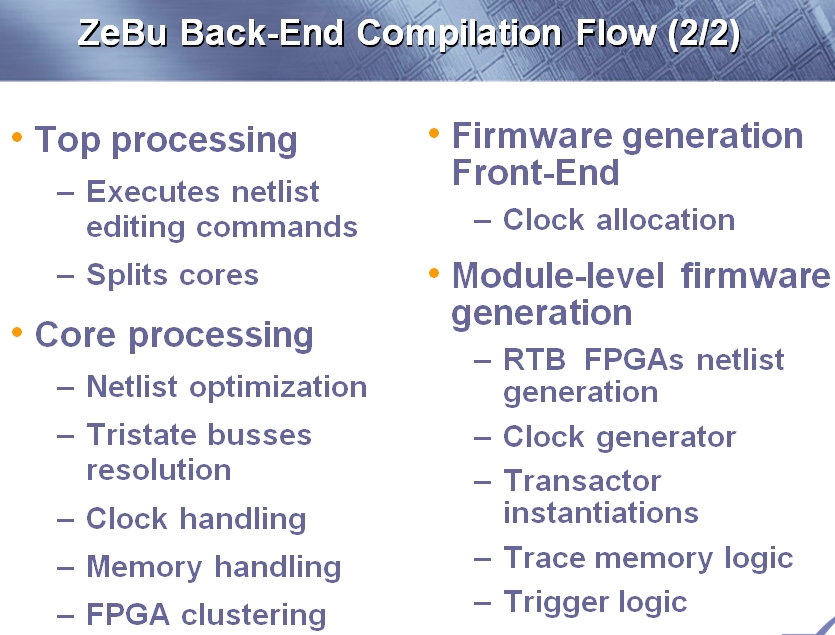 ZeBu Back-End Compilation Flow (2/2)
• Top processing
– Executes netlist
editing commands
– Splits cores
• Core processing
– Netlist optimization
– Tristate busses
resolution
– Clock handling
– Memory handling
– FPGA clustering
• Firmware generation
Front-End
– Clock allocation
• Module-level firmware
generation
– RTB FPGAs netlist
generation
– Clock generator
– Transactor
instantiations
– Trace memory logic
– Trigger logic